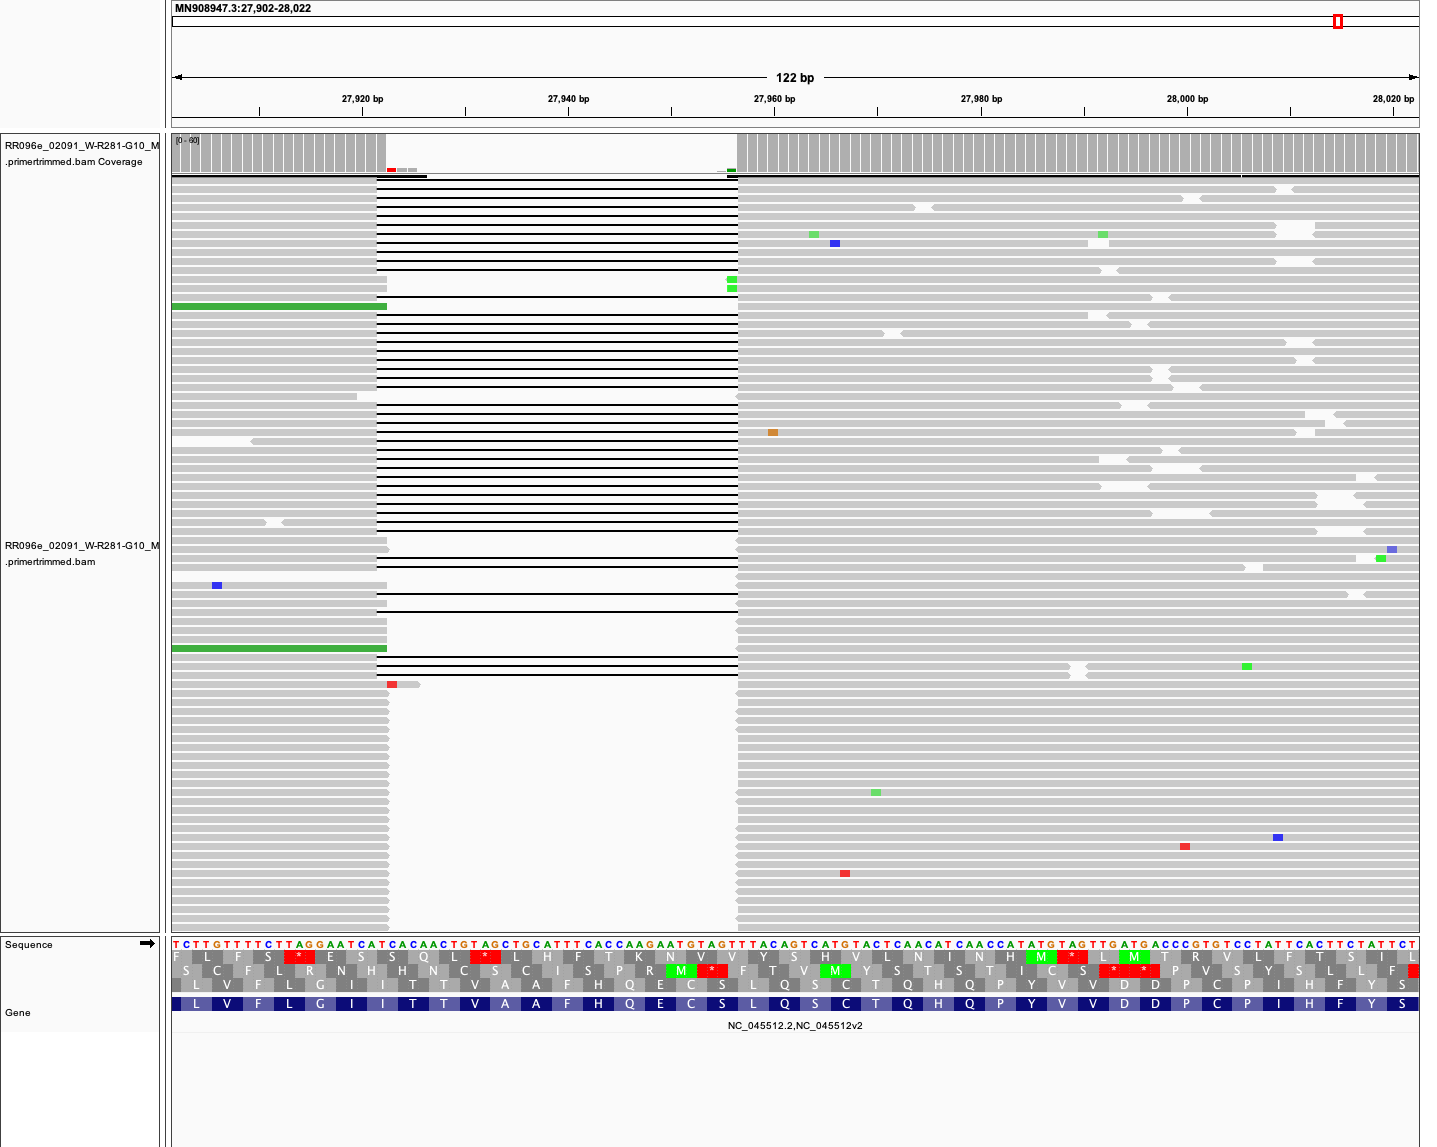 MN908947.3:27,902-28,022
122 bp
27,920 bp 27,940 bp 27,960 bp 27,980 bp 28,000 bp 28,020 bp
RR096e_02091_W-R281-G10_M
.primertrimmed.bam Coverage
[0 - 60]
RR096e_02091_W-R281-G10_M
.primertrimmed.bam
Sequence
TCTTGTTTTCTTAGGAATCATCACAACTGTAGCTGCATTTCACCAAGAATGTAGTTTACAGTCATGTACTCAACATCAACCATATGTAGTTGATGACCCGTGTCCTATTCACTTCTATTCT
F L F S * E S S Q L * L H F T K N V V Y S H V L N I N H M * L M T R V L F T S I L
S C F L R N H H N C S C I S P R M * F T V M Y S T S T I C S * * P V S Y S L L F
L V F L G I I T T V A A F H Q E C S L Q S C T Q H Q P Y V V D D P C P I H F Y S
Gene
L V F L G I I T T V A A F H Q E C S L Q S C T Q H Q P Y V V D D P C P I H F Y S
NC_045512.2,NC_045512v2